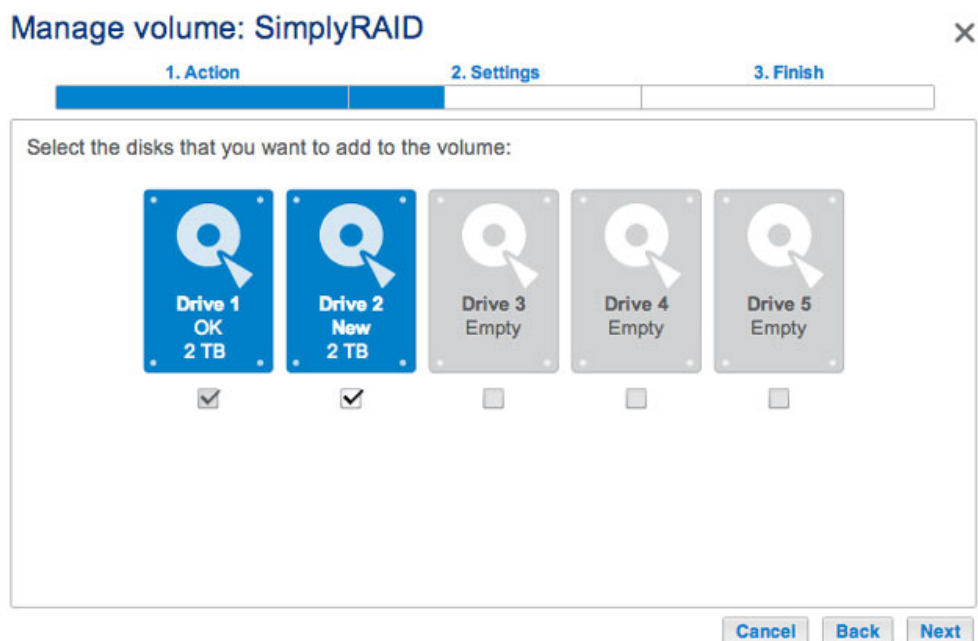 Manage volume: SimplyRAID
1. Action 2. Settings 3. Finish
Select the disks that you want to add to the volume:
Drive 1 Drive 2 Drive 3 Drive 4 Drive 5
OK New Empty Empty Empty
2 TB 2 TB
Cancel Back Next